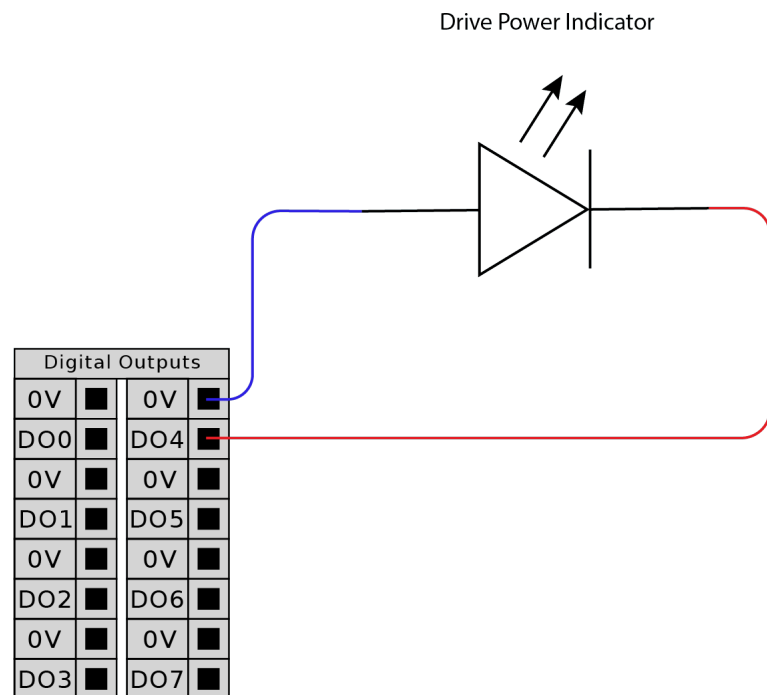 Drive Power Indicator
Digital Outputs
0V 0V
DO0 DO4
0V 0V
DO1 DO5
0V 0V
DO2 DO6
0V 0V
DO3 DO7